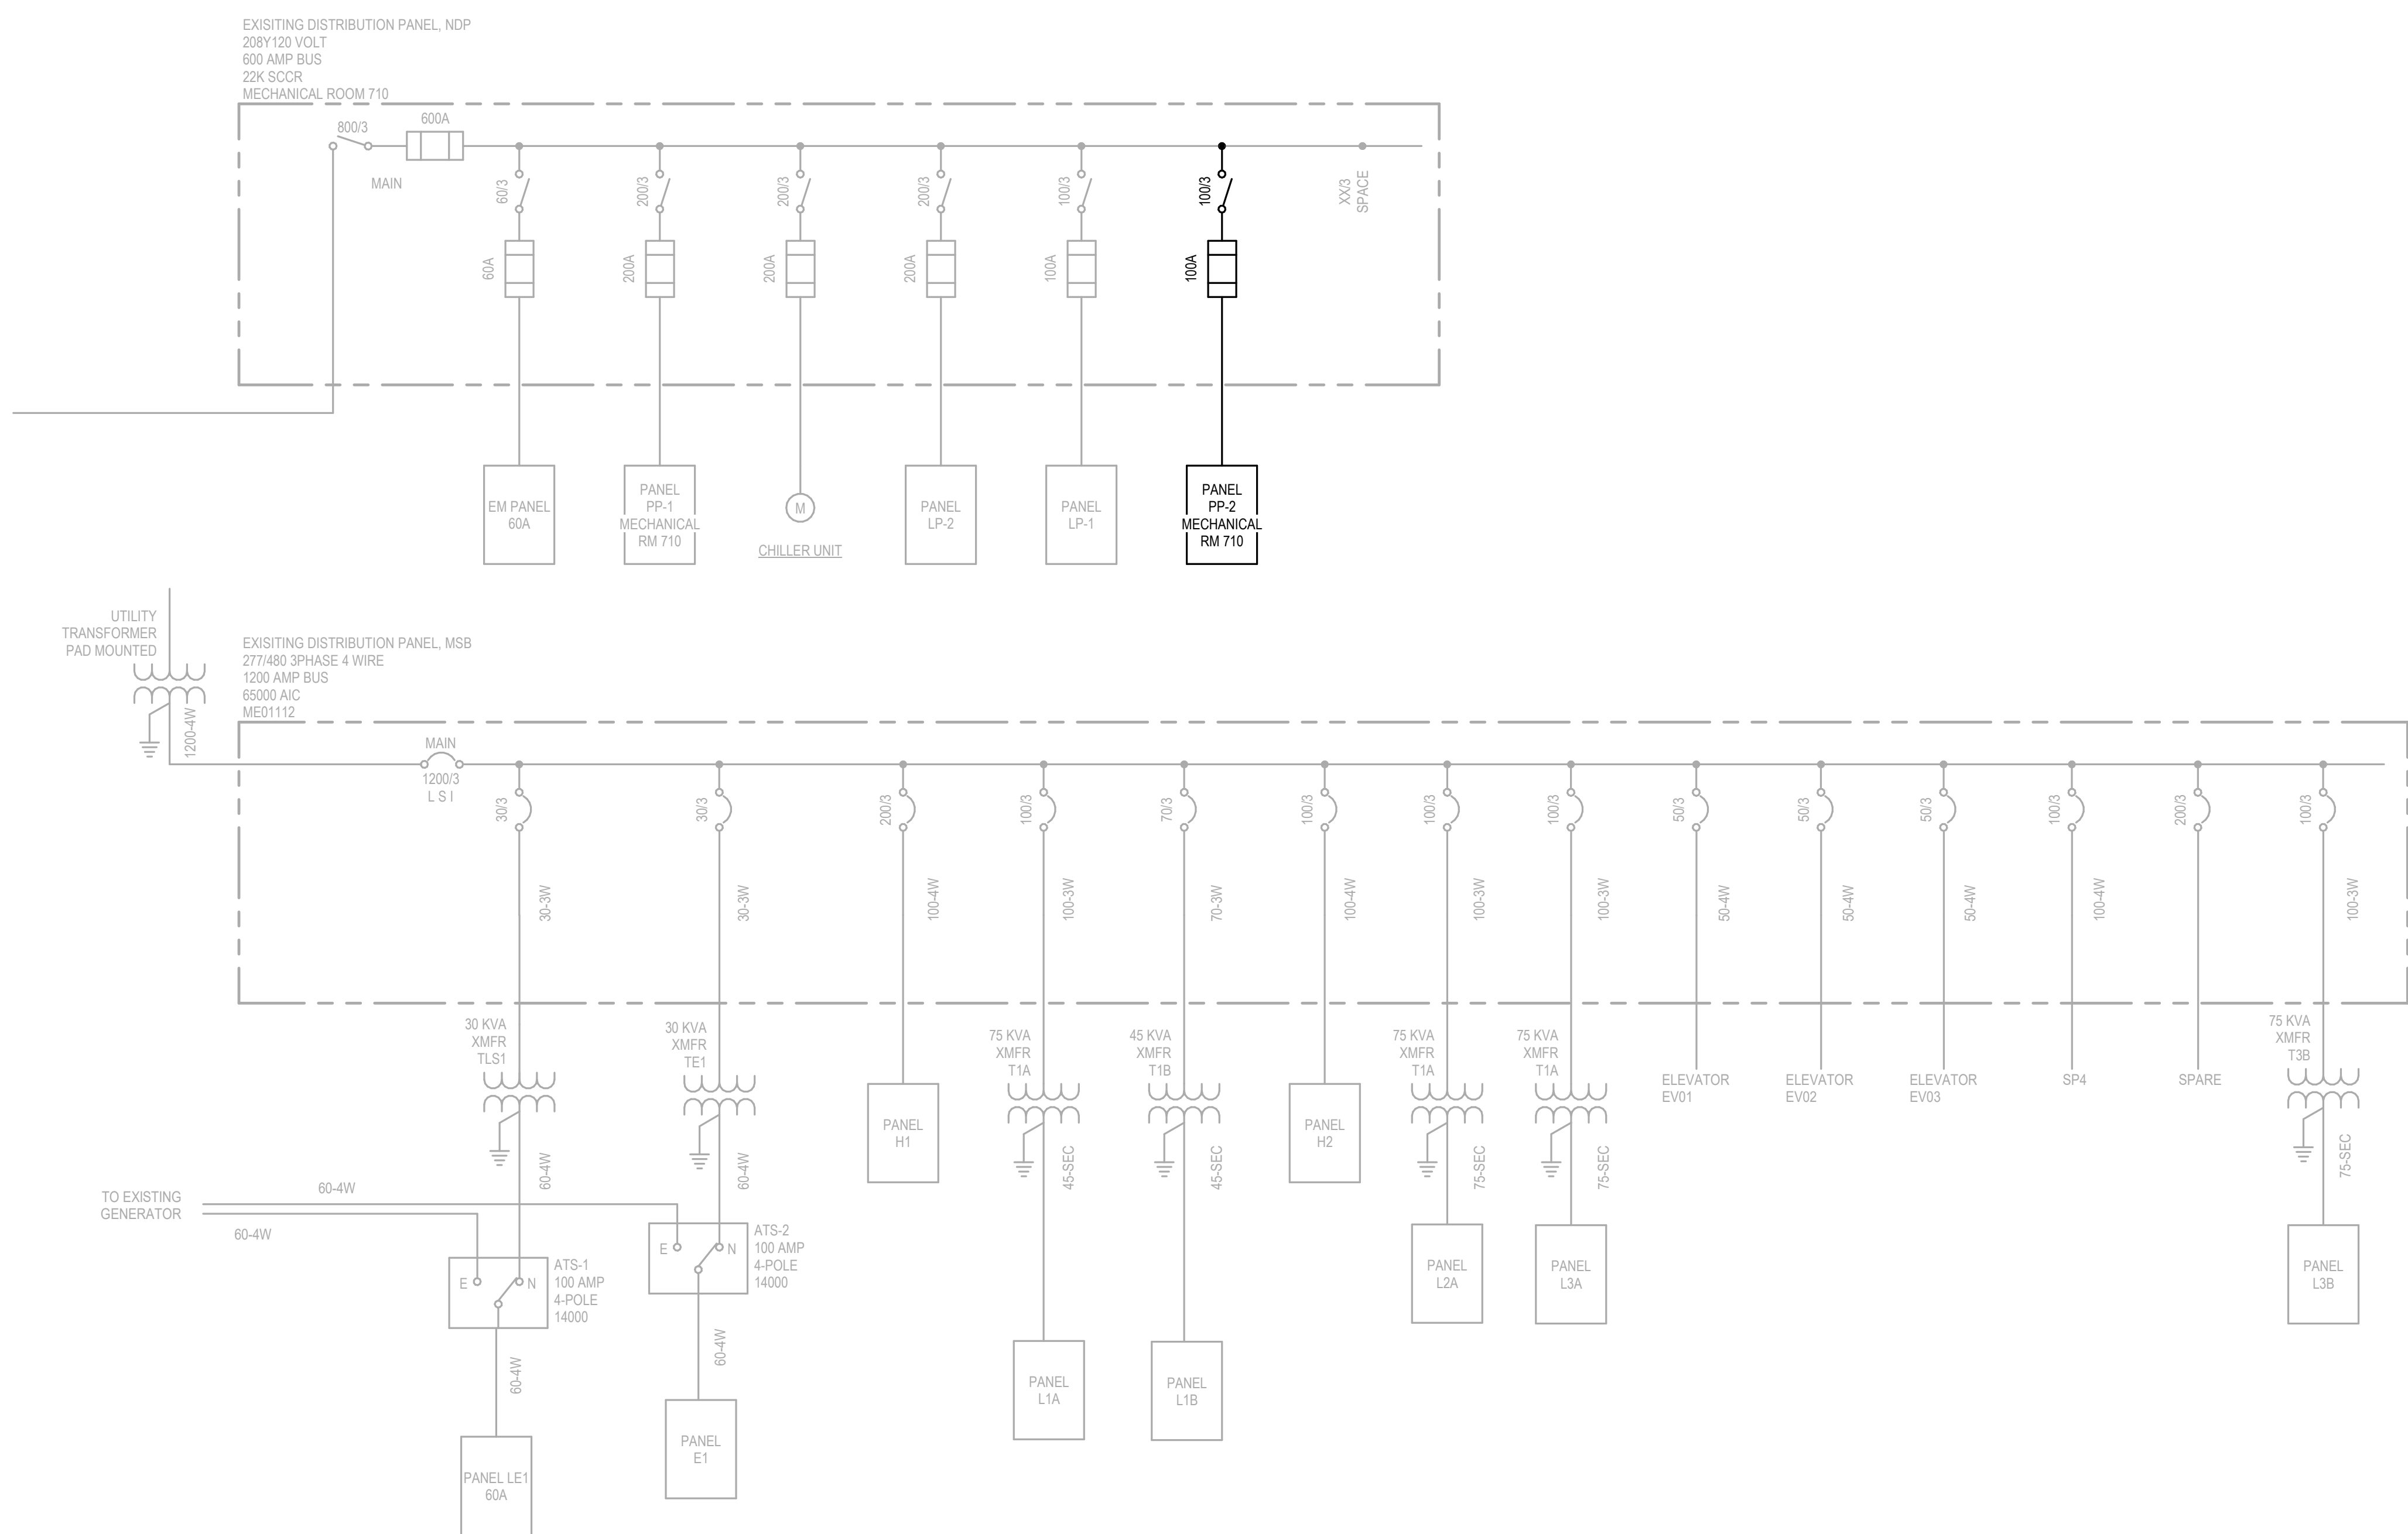 EXISITING DISTRIBUTION PANEL, NDP
208Y120 VOLT
600 AMP BUS
22K SCCR
MECHANICAL ROOM 710
800/3
600A
MAIN
60/3
200/3
200/3
200/3
100/3
100/3
XX/3
SPACE
60A
200A
200A
200A
100A
100A
EM PANEL
60A
PANEL
PP-1
MECHANICAL
RM 710
M
CHILLER UNIT
PANEL
LP-2
PANEL
LP-1
PANEL
PP-2
MECHANICAL
RM 710
UTILITY
TRANSFORMER
PAD MOUNTED
1200-4W
EXISITING DISTRIBUTION PANEL, MSB
277/480 3PHASE 4 WIRE
1200 AMP BUS
65000 AIC
ME01112
MAIN
1200/3
L S I
30/3
30/3
200/3
100/3
70/3
100/3
100/3
100/3
50/3
50/3
50/3
100/3
200/3
100/3
30-3W
30-3W
100-4W
100-3W
70-3W
100-4W
100-3W
100-3W
50-4W
50-4W
50-4W
100-4W
100-3W
30 KVA
XMFR
TLS1
30 KVA
XMFR
TE1
75 KVA
XMFR
T1A
45 KVA
XMFR
T1B
75 KVA
XMFR
T1A
75 KVA
XMFR
T1A
75 KVA
XMFR
T3B
ELEVATOR
EV01
ELEVATOR
EV02
ELEVATOR
EV03
SP4
SPARE
PANEL
H1
PANEL
H2
60-4W
60-4W
45-SEC
45-SEC
75-SEC
75-SEC
75-SEC
TO EXISTING
GENERATOR
60-4W
60-4W
E
N
ATS-1
100 AMP
4-POLE
14000
E
N
ATS-2
100 AMP
4-POLE
14000
PANEL
L2A
PANEL
L3A
PANEL
L3B
60-4W
60-4W
PANEL
L1A
PANEL
L1B
PANEL
E1
PANEL LE1
60A